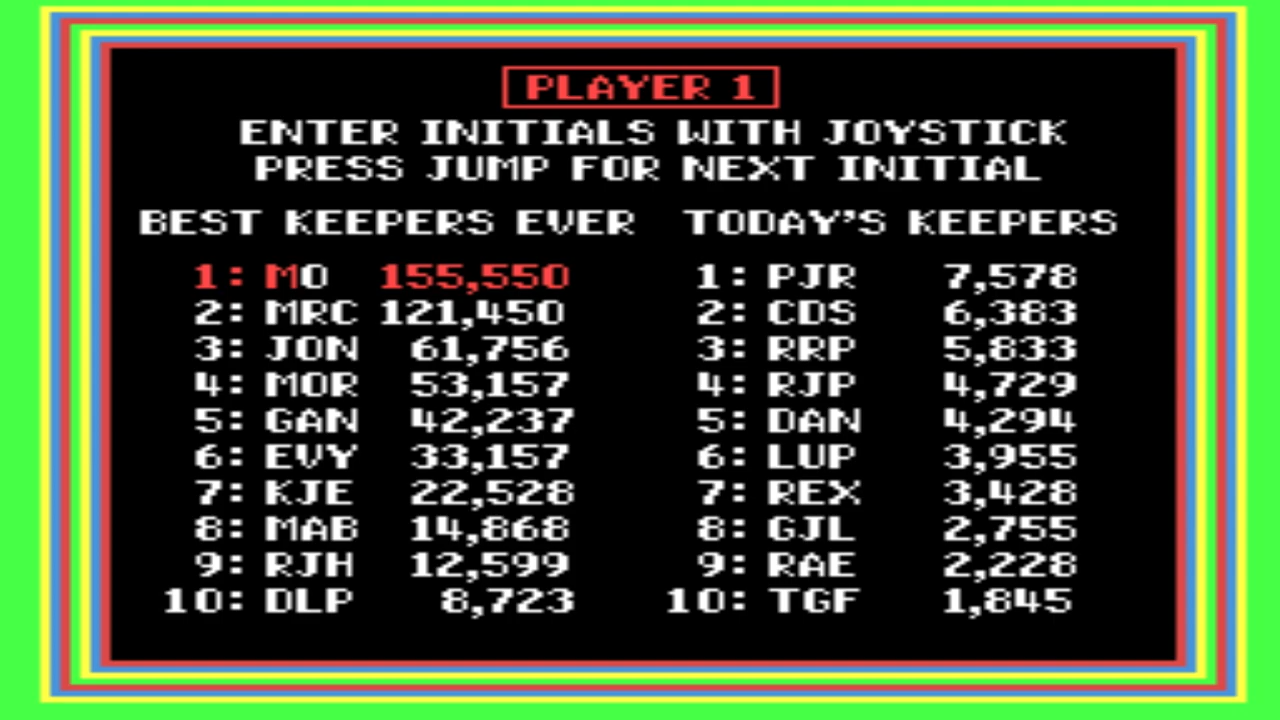 PLAYER 1
ENTER INITIALS WITH JOYSTICK
PRESS JUMP FOR NEXT INITIAL
BEST KEEPERS EVER TODAY'S KEEPERS
1: MO 155,550 1: PJR 7,578
2: MRC 121,450 2: CDS 6,383
3: JON 61,756 3: RRP 5,833
4: MOR 53,157 4: RJP 4,729
5: GAN 42,237 5: DAN 4,294
6: EVY 33,157 6: LUP 3,955
7: KJE 22,528 7: REX 3,428
8: MAB 14,868 8: GJL 2,755
9: RJH 12,599 9: RAE 2,228
10: DLP 8,723 10: TGF 1,845